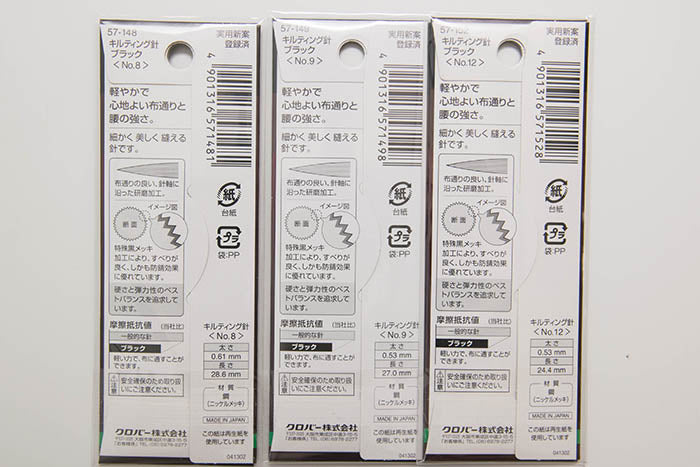 57-148
キルティング針
ブラック
<No.8>
実用新案
登録済
4 901316 571481
軽やかで
心地よい布通りと
腰の強さ。
細かく 美しく 縫える
針です。
布通りの良い、針軸に
沿った研磨加工。
イメージ図
断面
特殊黒メッキ
加工により、すべりが
良く、しかも防錆効果
に優れています。
硬さと弾力性のベスト
バランスを追求して
います。
紙
台紙
プラ
袋:PP
摩擦抵抗値(当社比)
一般的な針
ブラック
軽い力で、布に通すことが
できます。
注意
安全確保のため取り扱
いにご注意ください。
キルティング針
<No.8>
太さ
0.61 mm
長さ
28.6 mm
材質
鋼
(ニッケルメッキ)
MADE IN JAPAN
クロバー株式会社
この紙は再生紙を
使用しています
041302
57-149
キルティング針
ブラック
<No.9>
実用新案
登録済
4 901316 571498
軽やかで
心地よい布通りと
腰の強さ。
細かく 美しく 縫える
針です。
布通りの良い、針軸に
沿った研磨加工。
イメージ図
断面
特殊黒メッキ
加工により、すべりが
良く、しかも防錆効果
に優れています。
硬さと弾力性のベス
トバランスを追求し
ています。
紙
台紙
プラ
袋:PP
摩擦抵抗値(当社比)
一般的な針
ブラック
軽い力で、布に通すことが
できます。
注意
安全確保のため取り扱
いにご注意ください。
キルティング針
<No.9>
太さ
0.53 mm
長さ
27.0 mm
材質
鋼
(ニッケルメッキ)
MADE IN JAPAN
クロバー株式会社
この紙は再生紙を
使用しています
041302
57-152
キルティング針
ブラック
<No.12>
実用新案
登録済
4 901316 571528
軽やかで
心地よい布通りと
腰の強さ。
細かく 美しく 縫える
針です。
布通りの良い、針軸に
沿った研磨加工。
イメージ図
断面
特殊黒メッキ
加工により、すべりが
良く、しかも防錆効果
に優れています。
硬さと弾力性のベス
トバランスを追求し
ています。
紙
台紙
プラ
袋:PP
摩擦抵抗値(当社比)
一般的な針
ブラック
軽い力で、布に通すことが
できます。
注意
安全確保のため取り扱
いにご注意ください。
キルティング針
<No.12>
太さ
0.53 mm
長さ
24.4 mm
材質
鋼
(ニッケルメッキ)
MADE IN JAPAN
クロバー株式会社
この紙は再生紙を
使用しています
041302